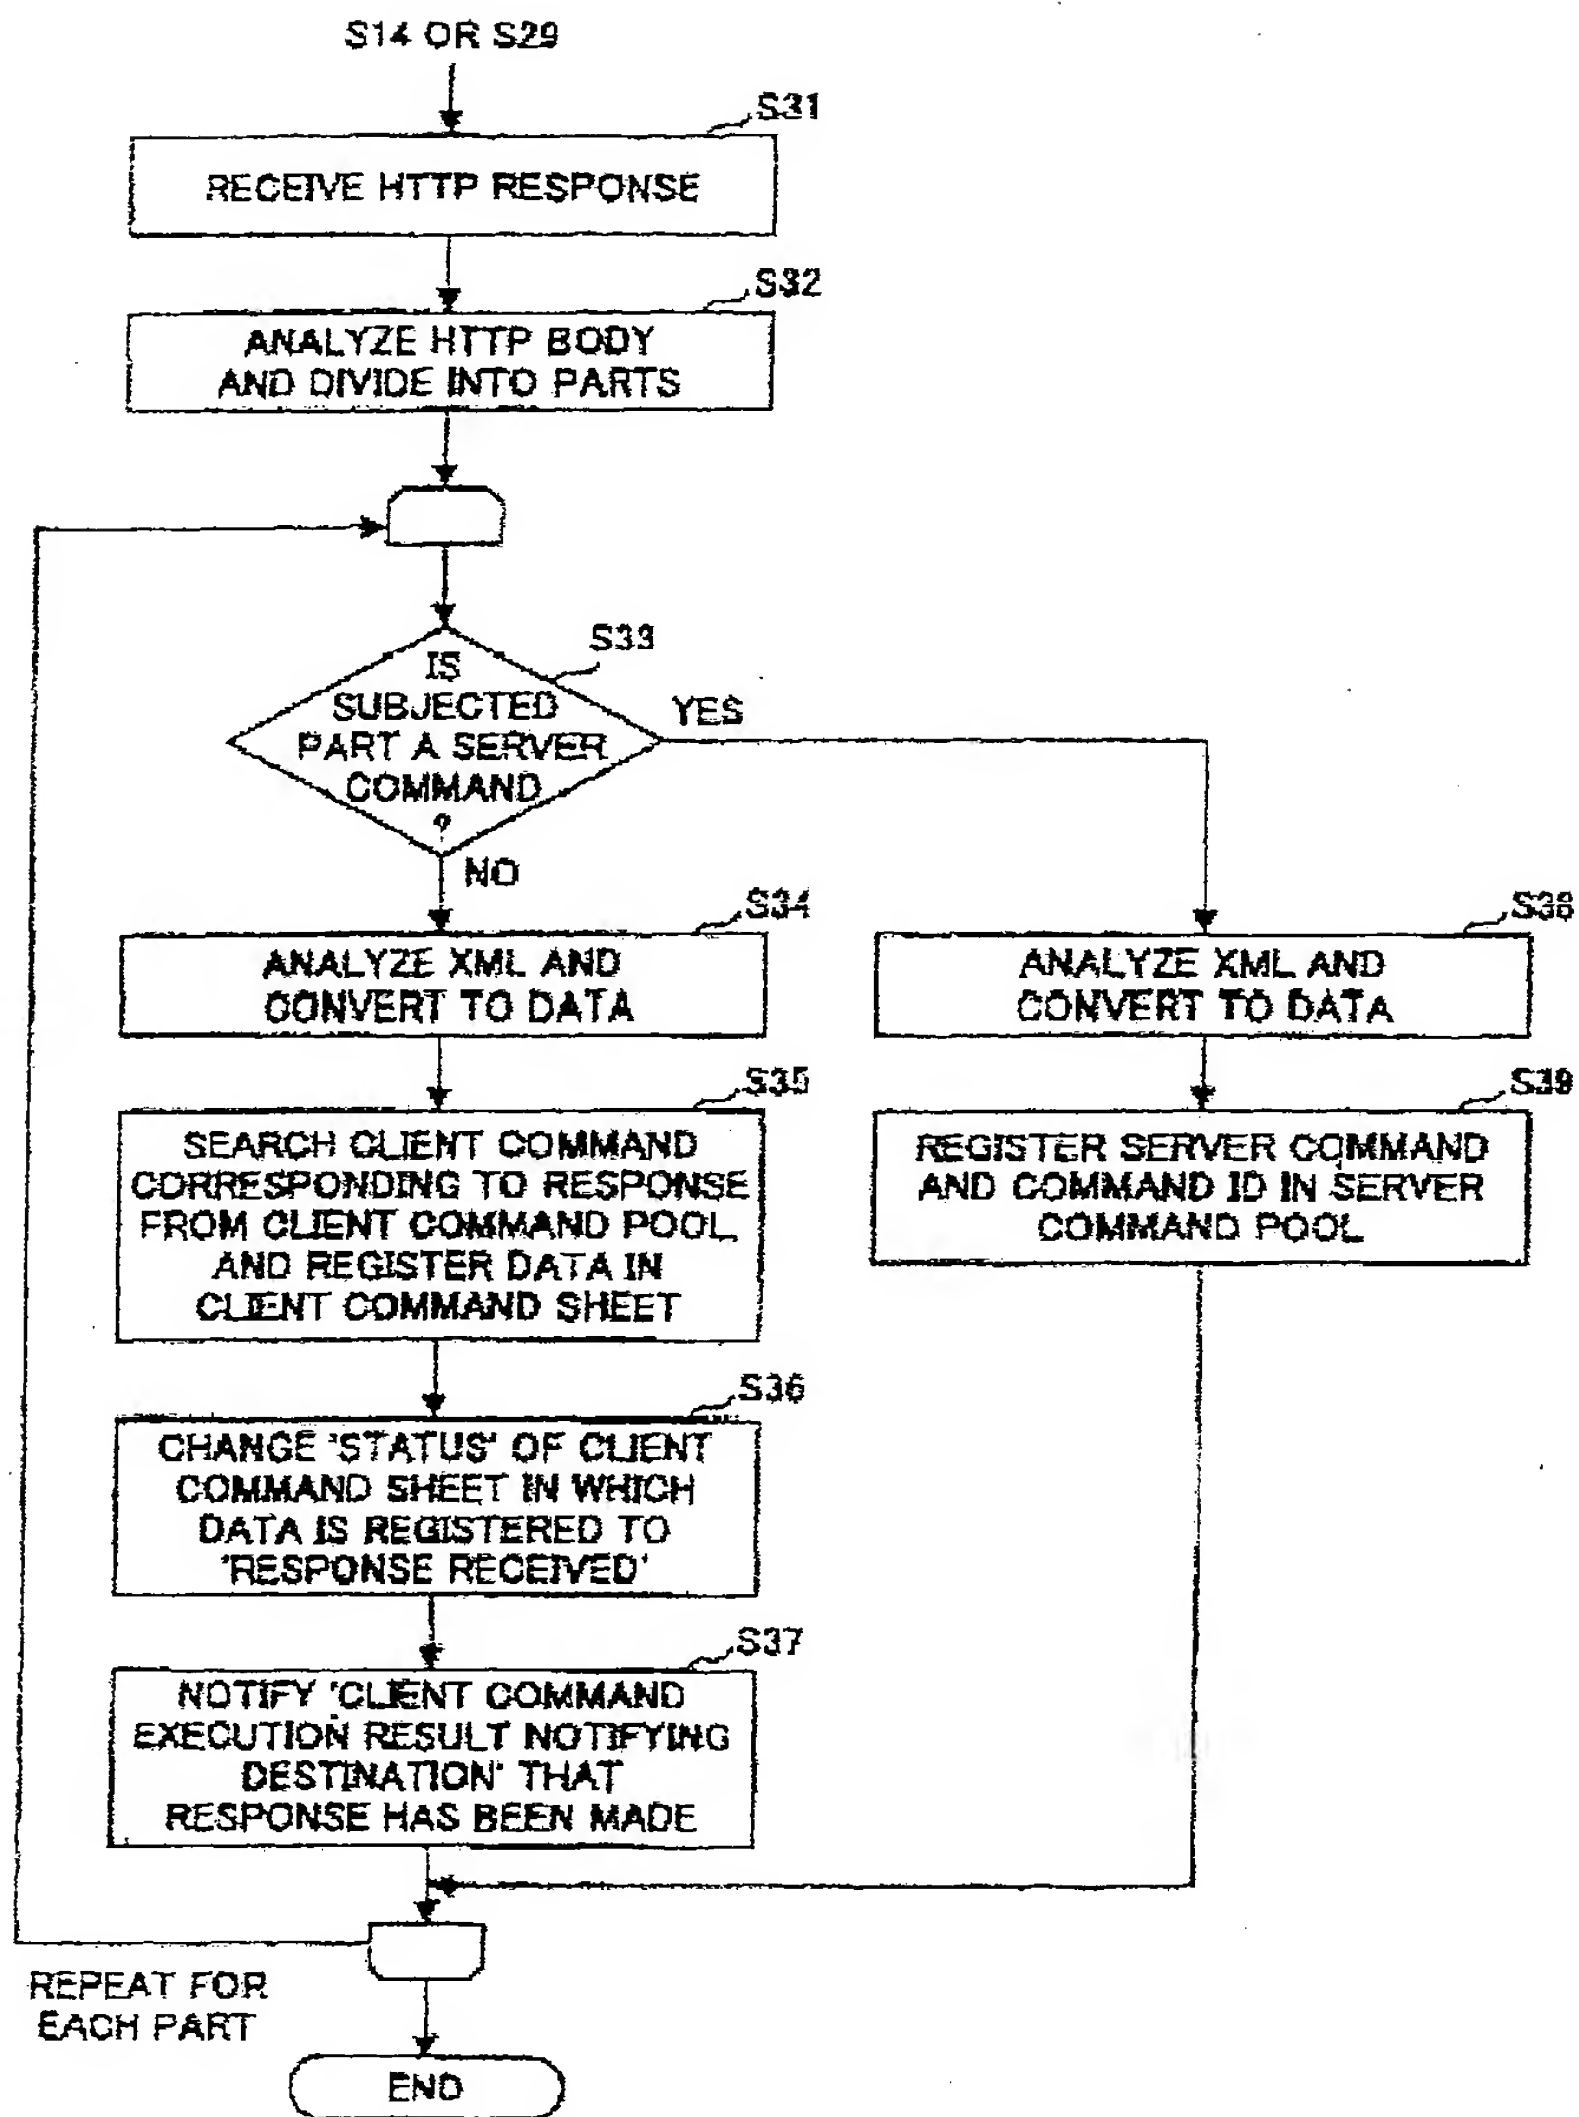 S14 OR S29
S31
RECEIVE HTTP RESPONSE
S32
ANALYZE HTTP BODY
AND DIVIDE INTO PARTS
S33
IS
SUBJECTED
PART A SERVER
COMMAND
?
YES
NO
S34
ANALYZE XML AND
CONVERT TO DATA
S38
ANALYZE XML AND
CONVERT TO DATA
S35
SEARCH CLIENT COMMAND
CORRESPONDING TO RESPONSE
FROM CLIENT COMMAND POOL,
AND REGISTER DATA IN
CLIENT COMMAND SHEET
S39
REGISTER SERVER COMMAND
AND COMMAND ID IN SERVER
COMMAND POOL
S36
CHANGE 'STATUS' OF CLIENT
COMMAND SHEET IN WHICH
DATA IS REGISTERED TO
'RESPONSE RECEIVED'
S37
NOTIFY 'CLIENT COMMAND
EXECUTION RESULT NOTIFYING
DESTINATION' THAT
RESPONSE HAS BEEN MADE
REPEAT FOR
EACH PART
END